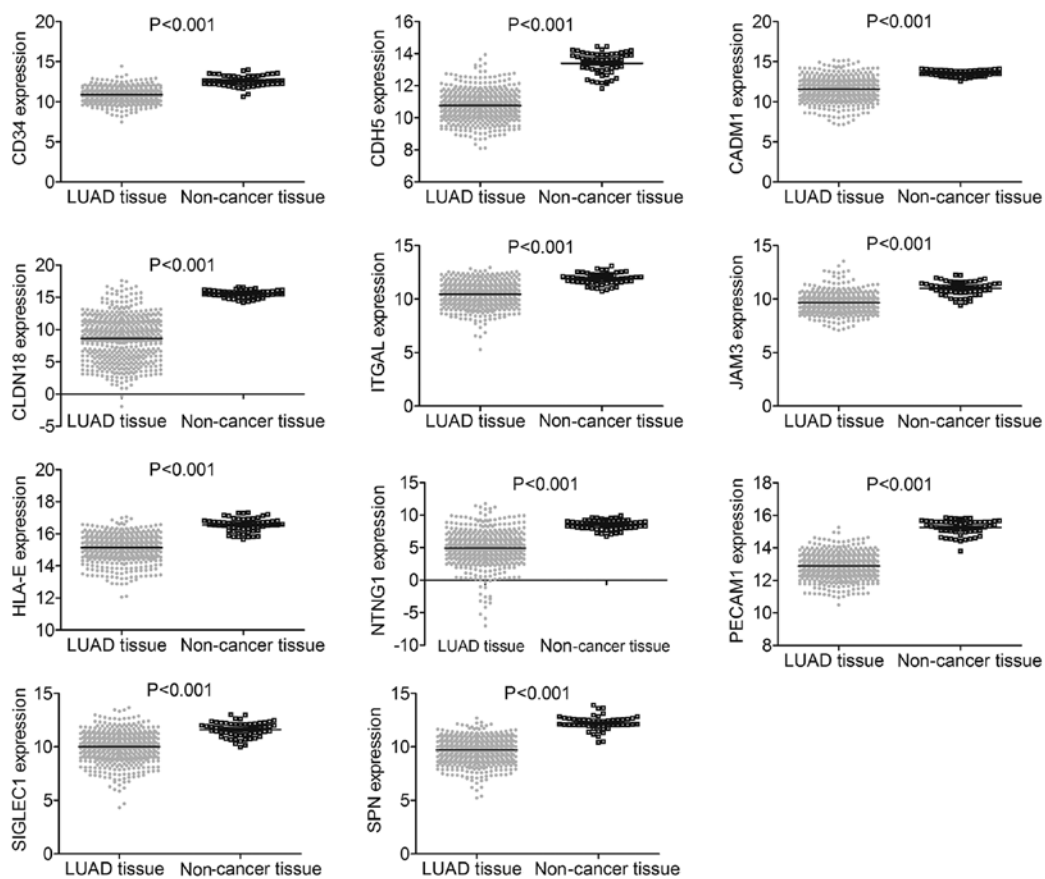 P<0.001
CD34 expression
20
15
10
5
0
LUAD tissue Non-cancer tissue
P<0.001
CDH5 expression
16
14
12
10
8
6
LUAD tissue Non-cancer tissue
P<0.001
CADM1 expression
20
15
10
5
0
LUAD tissue Non-cancer tissue
P<0.001
CLDN18 expression
20
15
10
5
0
-5
LUAD tissue Non-cancer tissue
P<0.001
ITGAL expression
15
10
5
0
LUAD tissue Non-cancer tissue
P<0.001
JAM3 expression
15
10
5
0
LUAD tissue Non-cancer tissue
P<0.001
HLA-E expression
20
18
16
14
12
10
LUAD tissue Non-cancer tissue
P<0.001
NTNG1 expression
15
10
5
0
-5
-10
LUAD tissue Non-cancer tissue
P<0.001
PECAM1 expression
18
16
14
12
10
8
LUAD tissue Non-cancer tissue
P<0.001
SIGLEC1 expression
15
10
5
0
LUAD tissue Non-cancer tissue
P<0.001
SPN expression
15
10
5
0
LUAD tissue Non-cancer tissue